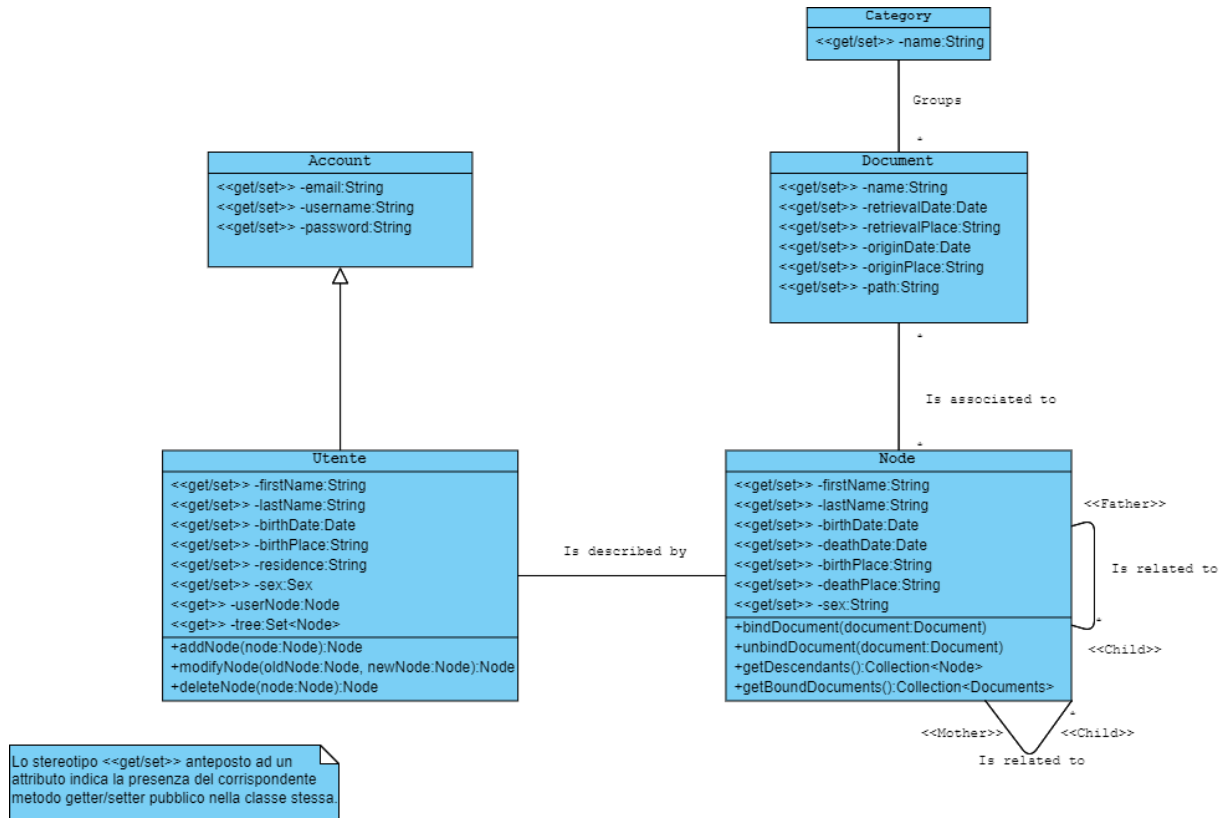 Category
<<get/set>> -name:String
Groups
*
Account
<<get/set>> -email:String
<<get/set>> -username:String
<<get/set>> -password:String
Document
<<get/set>> -name:String
<<get/set>> -retrievalDate:Date
<<get/set>> -retrievalPlace:String
<<get/set>> -originDate:Date
<<get/set>> -originPlace:String
<<get/set>> -path:String
*
Is associated to
*
Utente
<<get/set>> -firstName:String
<<get/set>> -lastName:String
<<get/set>> -birthDate:Date
<<get/set>> -birthPlace:String
<<get/set>> -residence:String
<<get/set>> -sex:Sex
<<get>> -userNode:Node
<<get>> -tree:Set<Node>
+addNode(node:Node):Node
+modifyNode(oldNode:Node, newNode:Node):Node
+deleteNode(node:Node):Node
Is described by
Node
<<get/set>> -firstName:String
<<get/set>> -lastName:String
<<get/set>> -birthDate:Date
<<get/set>> -deathDate:Date
<<get/set>> -birthPlace:String
<<get/set>> -deathPlace:String
<<get/set>> -sex:String
+bindDocument(document:Document)
+unbindDocument(document:Document)
+getDescendants():Collection<Node>
+getBoundDocuments():Collection<Documents>
<<Father>>
Is related to
*
<<Child>>
*
<<Mother>>
<<Child>>
Is related to
Lo stereotipo <<get/set>> anteposto ad un
attributo indica la presenza del corrispondente
metodo getter/setter pubblico nella classe stessa.